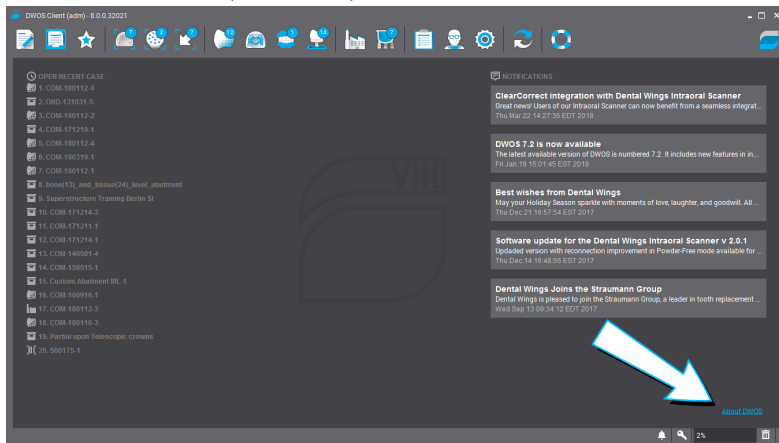 DWOS Client (adm) - 8.0.0.32021
7
2
7
12
1
14
7
OPEN RECENT CASE
1. COM-180112-4
2. ORD-131031-5
3. COM-180112-2
4. COM-171219-1
5. COM-180112-4
6. COM-180319-1
7. COM-180112-1
8. bone(13)_and_tissue(24)_level_abutment
9. Superstructure Training Berlin SI
10. COM-171214-3
11. COM-171211-1
12. COM-171214-1
13. COM-140501-4
14. COM-150515-1
15. Custom Abutment ML-1
16. COM-160916-1
17. COM-180112-3
18. COM-180116-3
19. Partial upon Telescopic crowns
20. 500175-1
VIII
NOTIFICATIONS
ClearCorrect integration with Dental Wings Intraoral Scanner
Great news! Users of our Intraoral Scanner can now benefit from a seamless integrat...
Thu Mar 22 14:27:36 EDT 2018
DWOS 7.2 is now available
The latest available version of DWOS is numbered 7.2. It includes new features in in...
Fri Jan 19 15:01:45 EST 2018
Best wishes from Dental Wings
May your Holiday Season sparkle with moments of love, laughter, and goodwill. All ...
Thu Dec 21 16:57:54 EST 2017
Software update for the Dental Wings Intraoral Scanner v 2.0.1
Updaded version with reconnection improvement in Powder-Free mode available for ...
Thu Dec 14 16:48:56 EST 2017
Dental Wings Joins the Straumann Group
Dental Wings is pleased to join the Straumann Group, a leader in tooth replacement ...
Wed Sep 13 09:34:12 EDT 2017
About DWOS
2%